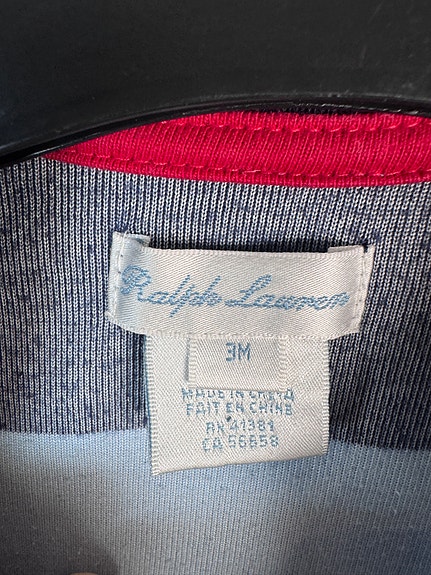 Ralph Lauren
3M
MADE IN CHINA
FAIT EN CHINE
RN 41381
CA 56658